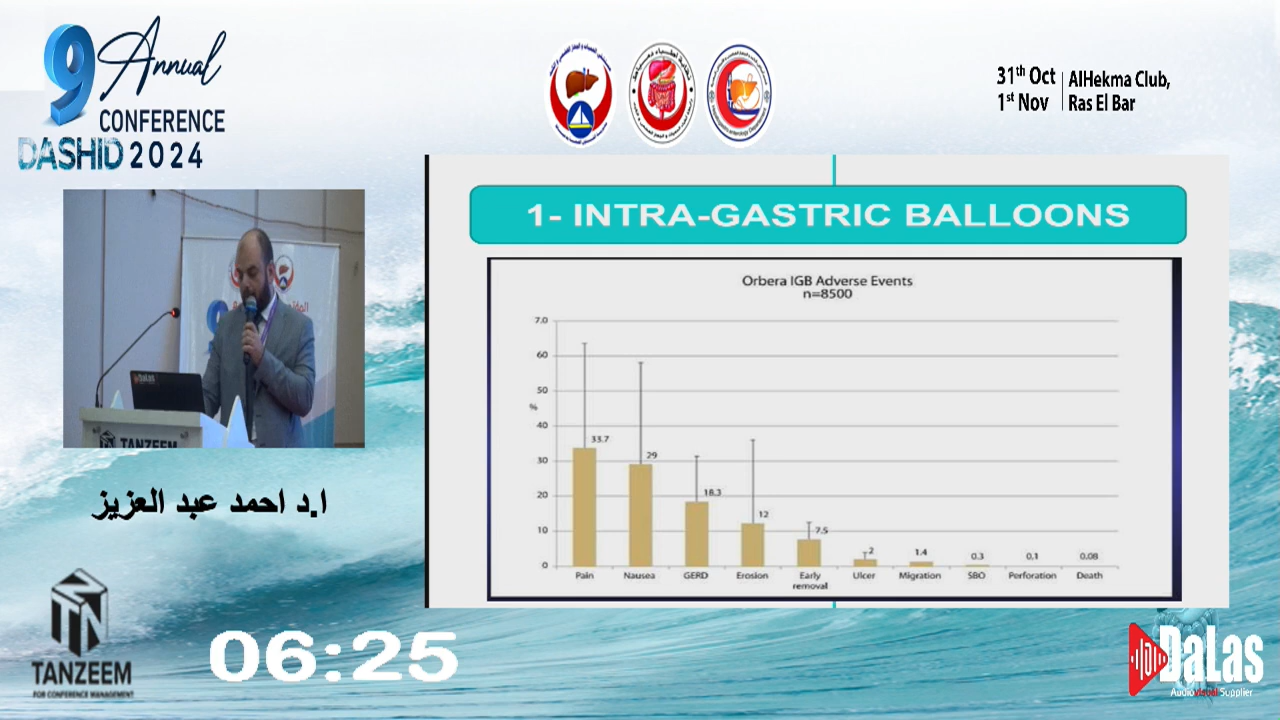 9 Annual
CONFERENCE
DASHID 2024
31th Oct
1st Nov
AlHekma Club,
Ras El Bar
1- INTRA-GASTRIC BALLOONS
Orbera IGB Adverse Events
n=8500
%
7.0
60
50
40
30
20
10
0
33.7
29
18.3
12
7.5
2
1.4
0.3
0.1
0.08
Pain
Nausea
GERD
Erosion
Early
removal
Ulcer
Migration
SBO
Perforation
Death
DaLas
TANZEEM
ا.د احمد عبد العزيز
TANZEEM
FOR CONFERENCE MANAGEMENT
06:25
DaLas
Audiovisual Supplier